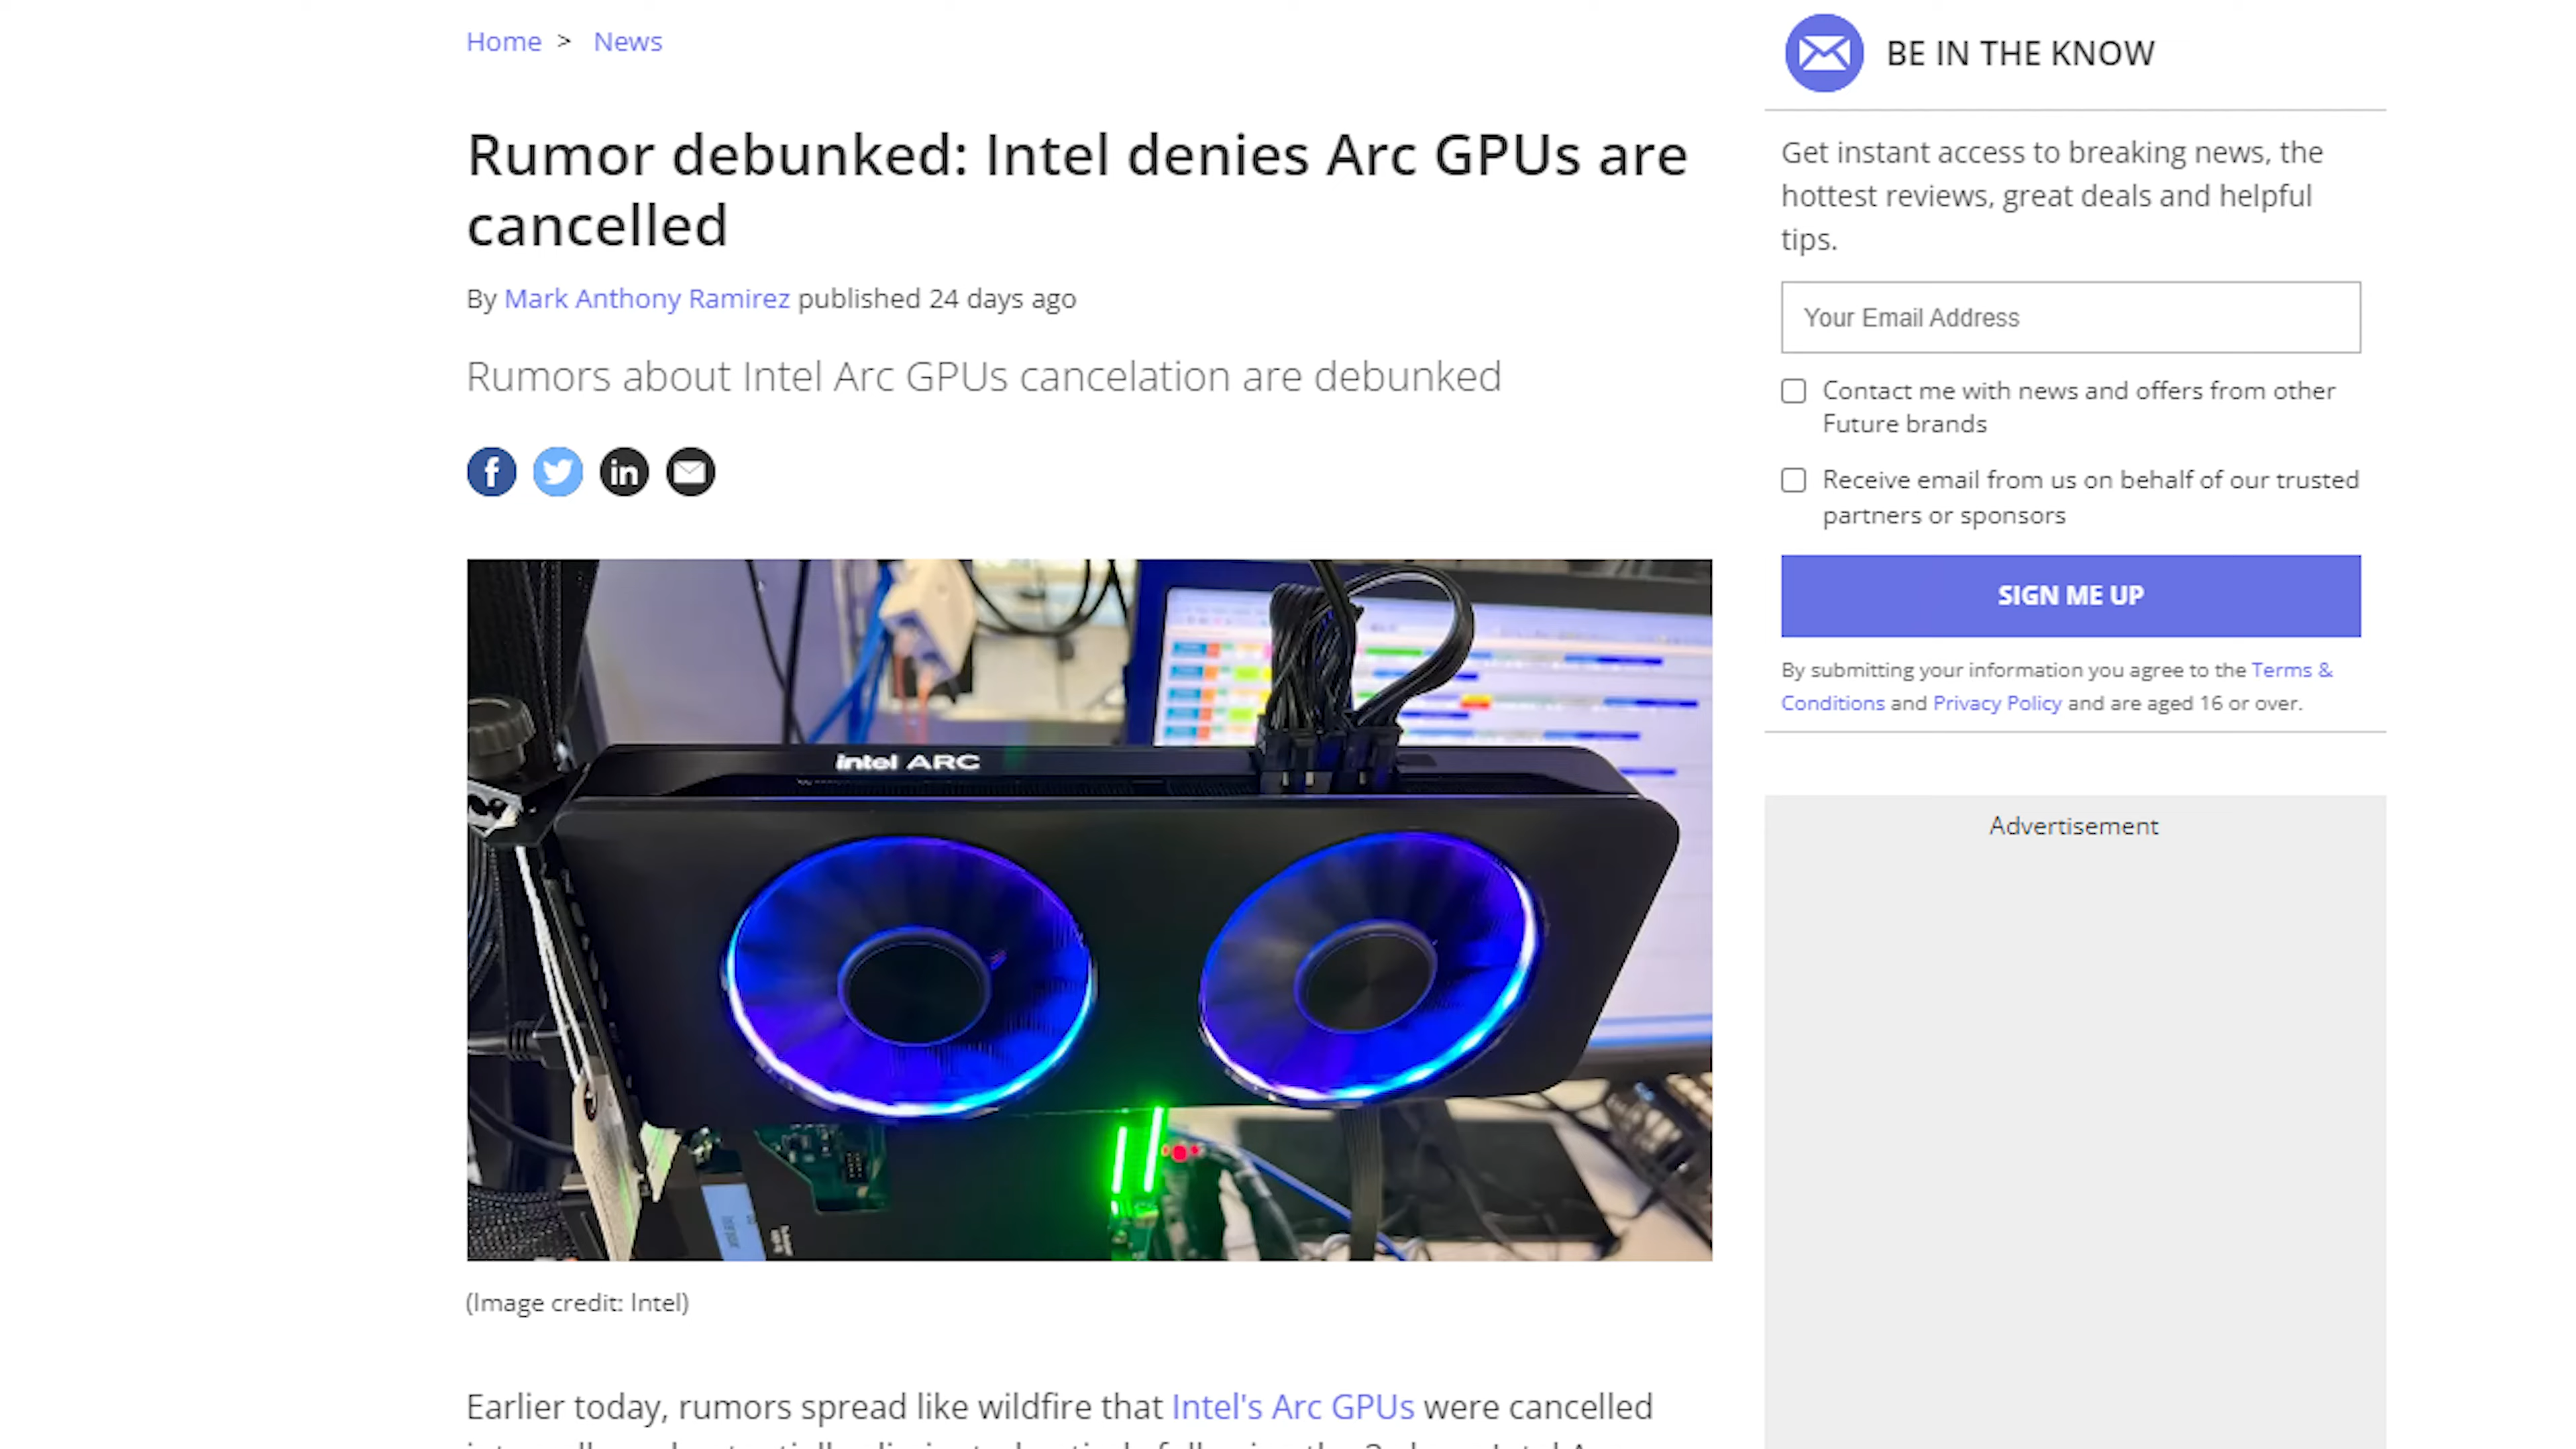 Home > News
Rumor debunked: Intel denies Arc GPUs are
cancelled
By Mark Anthony Ramirez published 24 days ago
Rumors about Intel Arc GPUs cancelation are debunked
f
in
intel ARC
(Image credit: Intel)
Earlier today, rumors spread like wildfire that Intel's Arc GPUs were cancelled
BE IN THE KNOW
Get instant access to breaking news, the
hottest reviews, great deals and helpful
tips.
Your Email Address
Contact me with news and offers from other
Future brands
Receive email from us on behalf of our trusted
partners or sponsors
SIGN ME UP
By submitting your information you agree to the Terms &
Conditions and Privacy Policy and are aged 16 or over.
Advertisement